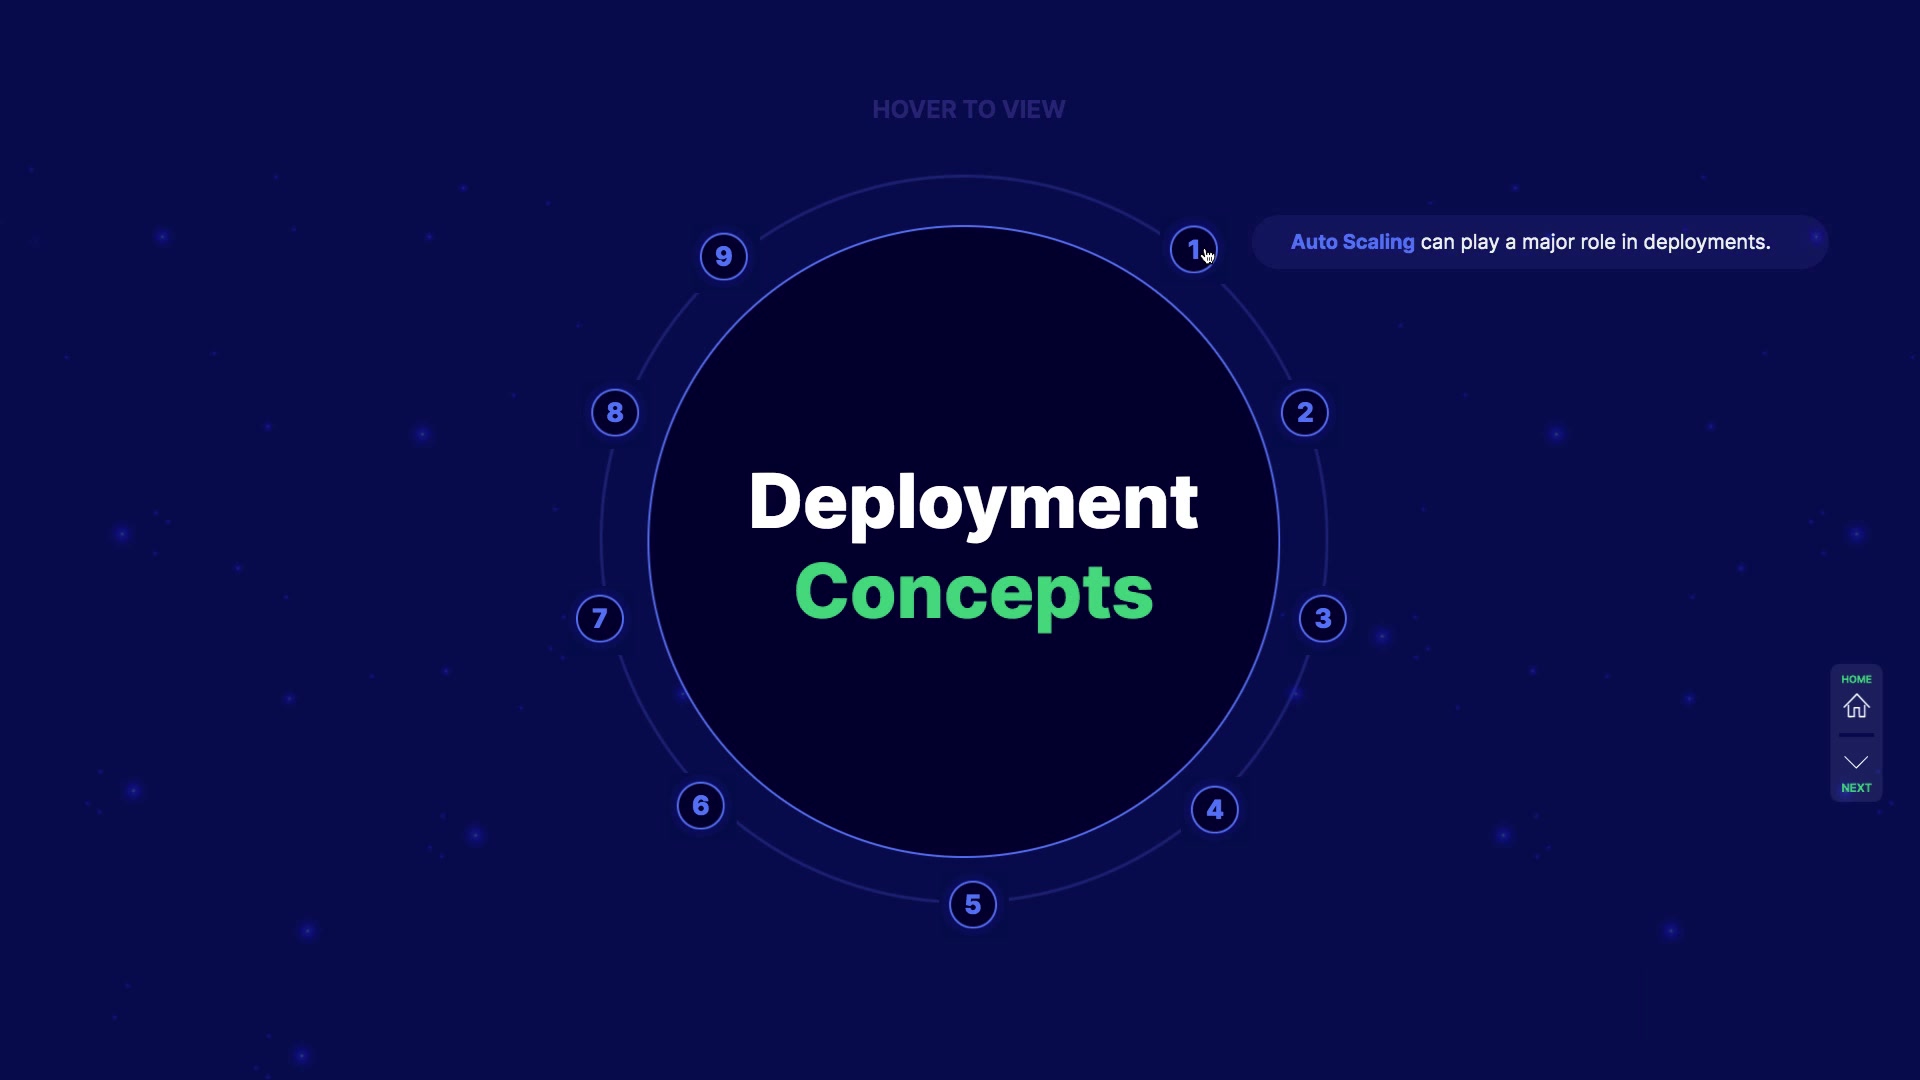 HOVER TO VIEW
9
1
Auto Scaling can play a major role in deployments.
8
2
Deployment
Concepts
7
3
HOME
6
4
NEXT
5